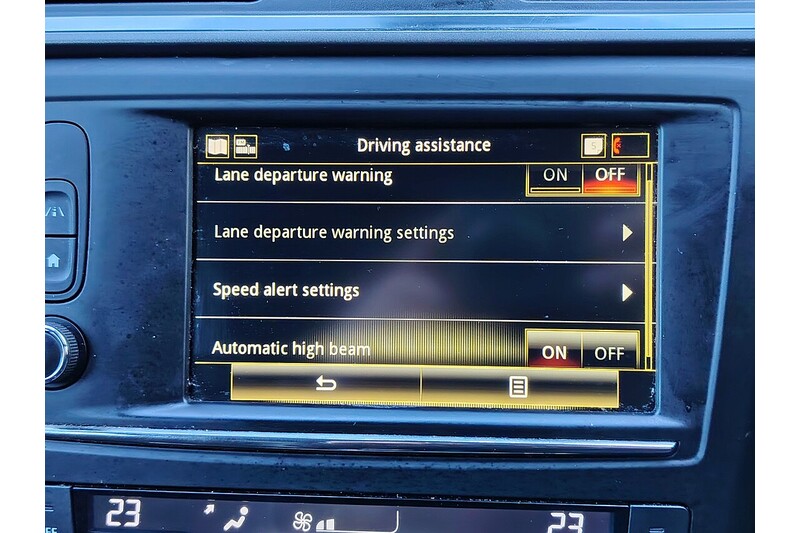 Driving assistance
Lane departure warning ON OFF
Lane departure warning settings
Speed alert settings
Automatic high beam ON OFF
23 23